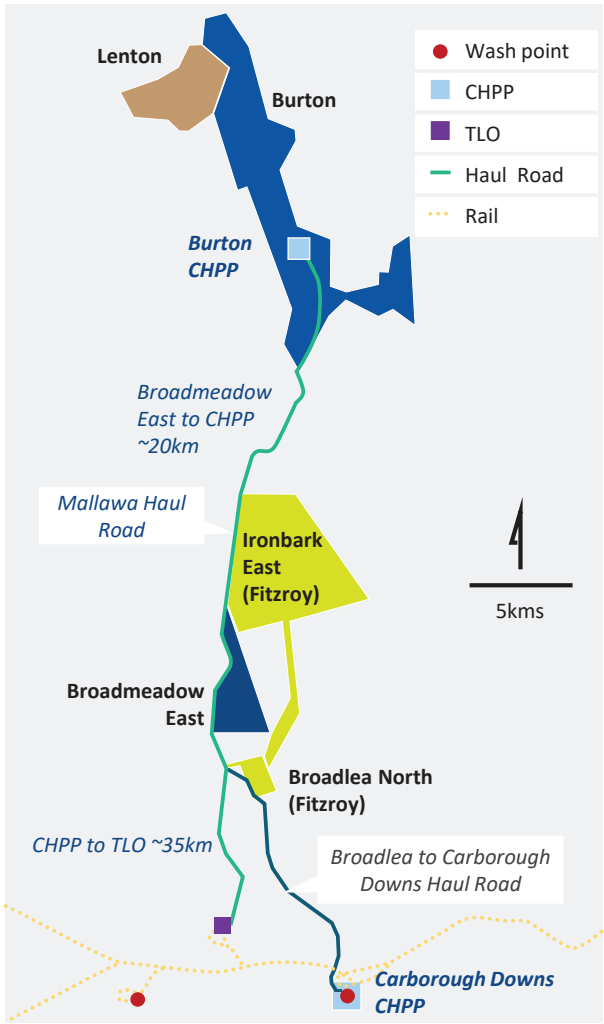 Lenton
Burton
Wash point
CHPP
TLO
Haul Road
Rail
Burton
CHPP
Broadmeadow
East to CHPP
~20km
Mallawa Haul
Road
Ironbark
East
(Fitzroy)
5kms
Broadmeadow
East
Broadlea North
(Fitzroy)
CHPP to TLO ~35km
Broadlea to Carborough
Downs Haul Road
Carborough Downs
CHPP